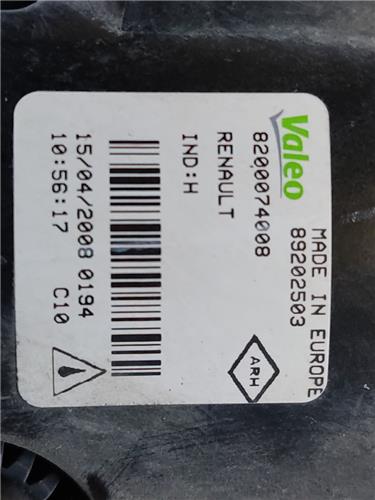 Valeo
MADE IN EUROPE
89202503
8200074008
RENAULT
IND:H
ARH
15/04/2008 0194
10:56:17 C10